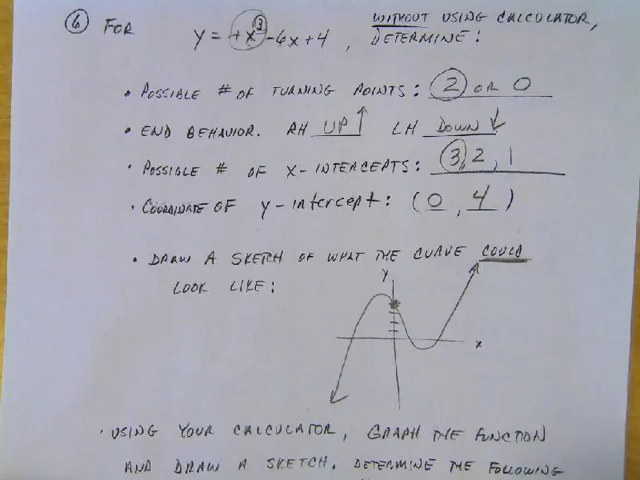 6 FOR y = +x³ - 6x + 4 , WITHOUT USING CALCULATOR,
DETERMINE:
• POSSIBLE # OF TURNING POINTS: 2 OR 0
• END BEHAVIOR. RH UP ↑ LH DOWN ↓
• POSSIBLE # OF X-INTERCEPTS: 3, 2, 1
• COORDINATE OF Y-INTERCEPT: (0, 4)
• DRAW A SKETCH OF WHAT THE CURVE COULD
LOOK LIKE:
y
x
• USING YOUR CALCULATOR, GRAPH THE FUNCTION
AND DRAW A SKETCH. DETERMINE THE FOLLOWING